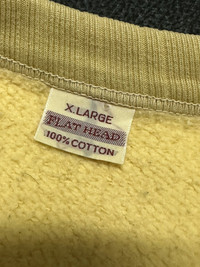 X.LARGE
FLAT HEAD
100% COTTON